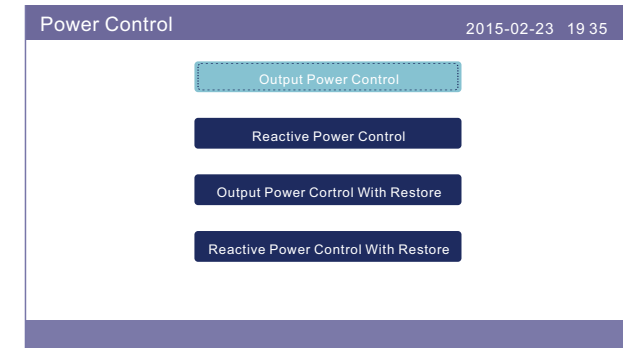 Power Control
2015-02-23 19 35
Output Power Control
Reactive Power Control
Output Power Cortrol With Restore
Reactive Power Control With Restore